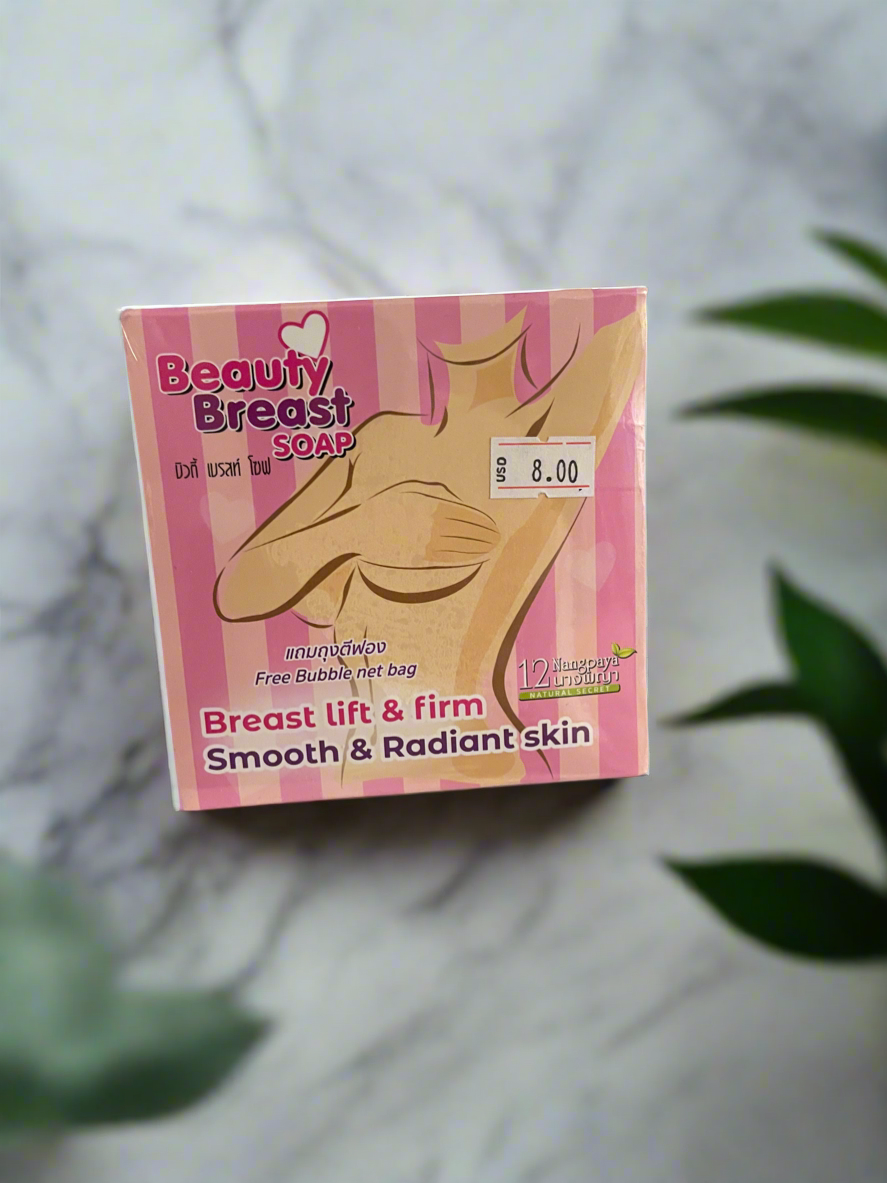 Beauty
Breast
SOAP
บิวตี้ เบรสท์ โซฟ
USD 8.00
แถมถุงตีฟอง
Free Bubble net bag
12 Nangpaya
นางพญา
NATURAL SECRET
Breast lift & firm
Smooth & Radiant skin